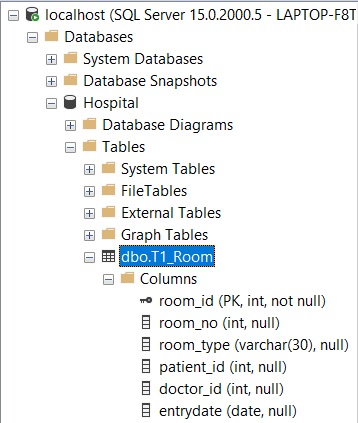 localhost (SQL Server 15.0.2000.5 - LAPTOP-F8T
Databases
System Databases
Database Snapshots
Hospital
Database Diagrams
Tables
System Tables
FileTables
External Tables
Graph Tables
dbo.T1_Room
Columns
room_id (PK, int, not null)
room_no (int, null)
room_type (varchar(30), null)
patient_id (int, null)
doctor_id (int, null)
entrydate (date, null)